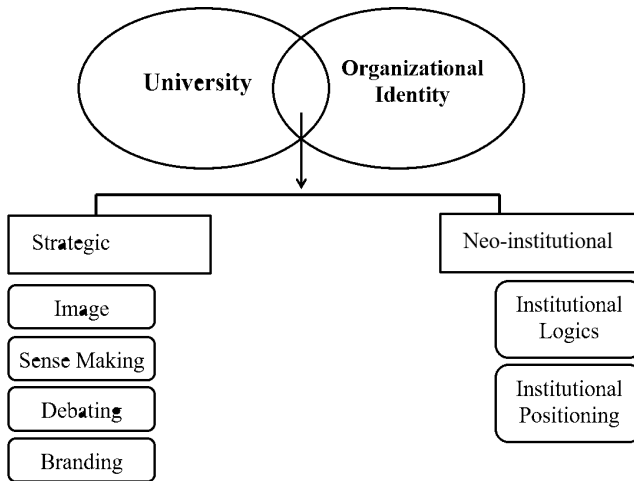 University
Organizational
Identity
Strategic
Neo-institutional
Image
Sense Making
Debating
Branding
Institutional
Logics
Institutional
Positioning